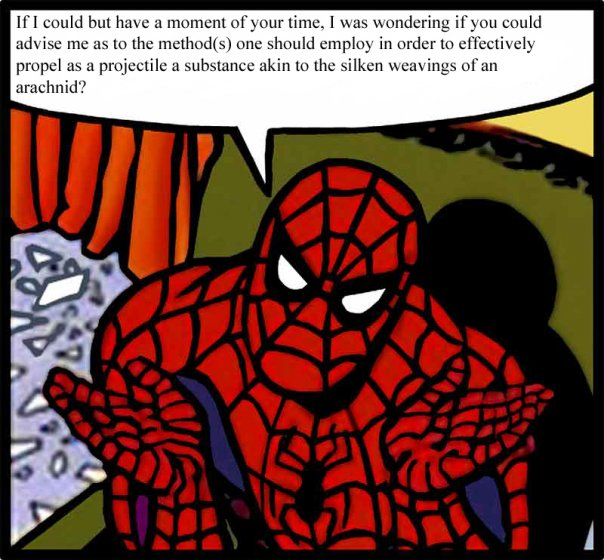 If I could but have a moment of your time, I was wondering if you could
advise me as to the method(s) one should employ in order to effectively
propel as a projectile a substance akin to the silken weavings of an
arachnid?